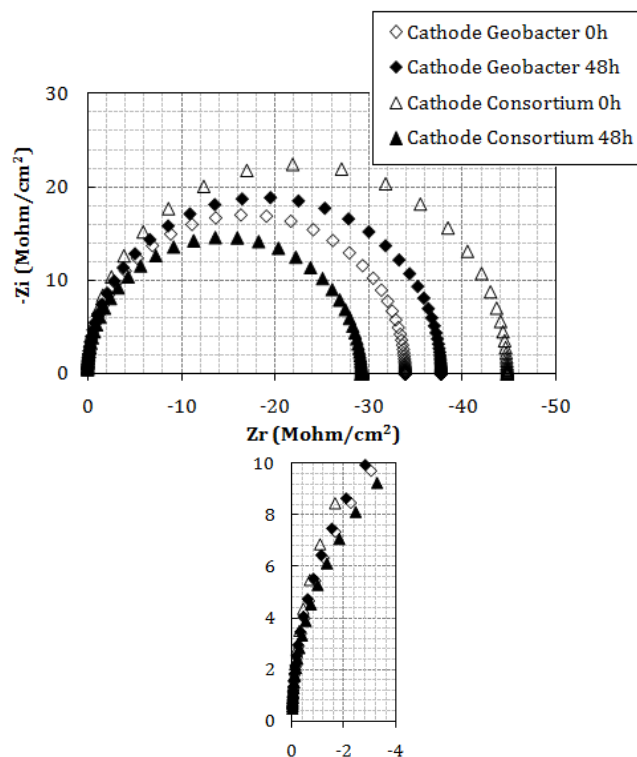 Cathode Geobacter 0h
Cathode Geobacter 48h
Cathode Consortium 0h
Cathode Consortium 48h
30
20
10
0
-Zi (Mohm/cm²)
0 -10 -20 -30 -40 -50
Zr (Mohm/cm²)
10
8
6
4
2
0
0 -2 -4